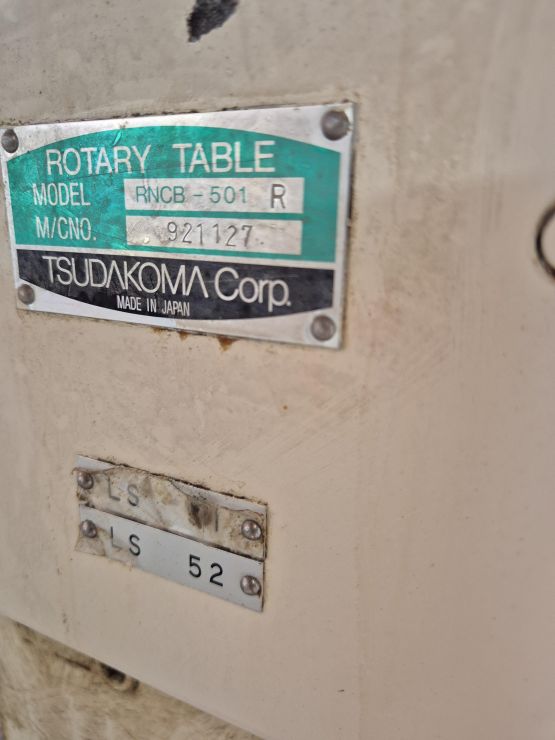 ROTARY TABLE
MODEL RNCB-501 R
M/CNO. 921127
TSUDAKOMA Corp.
MADE IN JAPAN
LS
LS 52